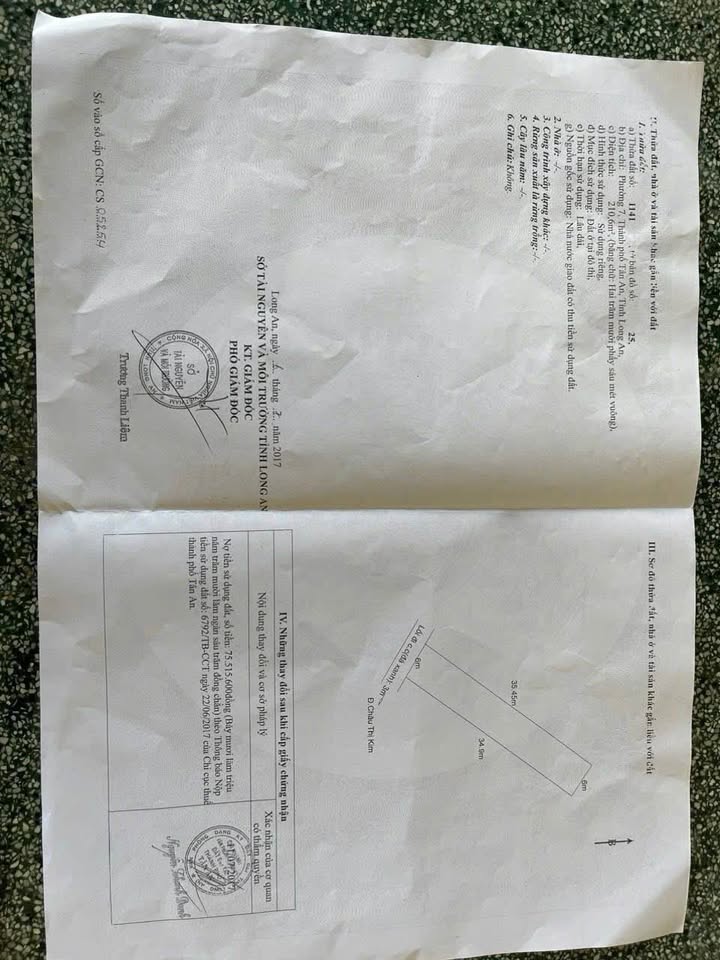 II. Thửa đất, nhà ở và tài sản khác gắn liền với đất
1. Thửa đất:
a) Thửa đất số: 1141 , tờ bản đồ số: 25,
b) Địa chỉ: Phường 7, Thành phố Tân An, Tỉnh Long An,
c) Diện tích: 210,6m², (bằng chữ: Hai trăm mười phẩy sáu mét vuông),
d) Hình thức sử dụng: Sử dụng riêng,
đ) Mục đích sử dụng: Đất ở tại đô thị,
e) Thời hạn sử dụng: Lâu dài,
g) Nguồn gốc sử dụng: Nhà nước giao đất có thu tiền sử dụng đất.
2. Nhà ở: -/-
3. Công trình xây dựng khác: -/-
4. Rừng sản xuất là rừng trồng: -/-
5. Cây lâu năm: -/-
6. Ghi chú: Không.
Long An, ngày tháng 7 năm 2017
SỞ TÀI NGUYÊN VÀ MÔI TRƯỜNG TỈNH LONG AN
KT. GIÁM ĐỐC
PHÓ GIÁM ĐỐC
SỞ
TÀI NGUYÊN
VÀ MÔI TRƯỜNG
Trương Thanh Liêm
Số vào sổ cấp GCN: CS
III. Sơ đồ thửa đất, nhà ở và tài sản khác gắn liền với đất
B
6m
35.45m
34.9m
6m
Đ.Châu Thị Kim
IV. Những thay đổi sau khi cấp giấy chứng nhận
Nội dung thay đổi và cơ sở pháp lý
Xác nhận của cơ quan
có thẩm quyền
Nợ tiền sử dụng đất, số tiền: 75.515.600đồng (Bảy mươi lăm triệu
năm trăm mười lăm ngàn sáu trăm đồng chẵn) theo Thông báo Nộp
tiền sử dụng đất số: 6792/TB-CCT ngày 22/06/2017 của Chi cục thuế
thành phố Tân An.